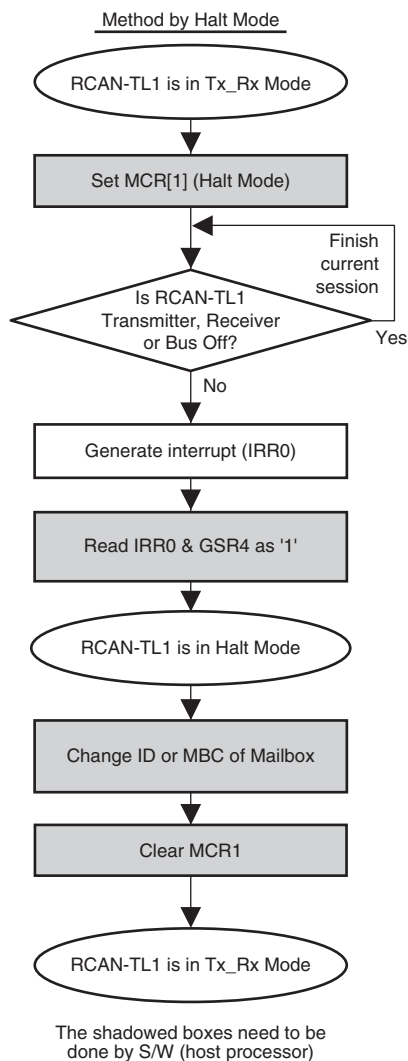 Method by Halt Mode
RCAN-TL1 is in Tx_Rx Mode
Set MCR[1] (Halt Mode)
Finish
current
session
Is RCAN-TL1
Transmitter, Receiver
or Bus Off?
Yes
No
Generate interrupt (IRR0)
Read IRR0 & GSR4 as '1'
RCAN-TL1 is in Halt Mode
Change ID or MBC of Mailbox
Clear MCR1
RCAN-TL1 is in Tx_Rx Mode
The shadowed boxes need to be
done by S/W (host processor)